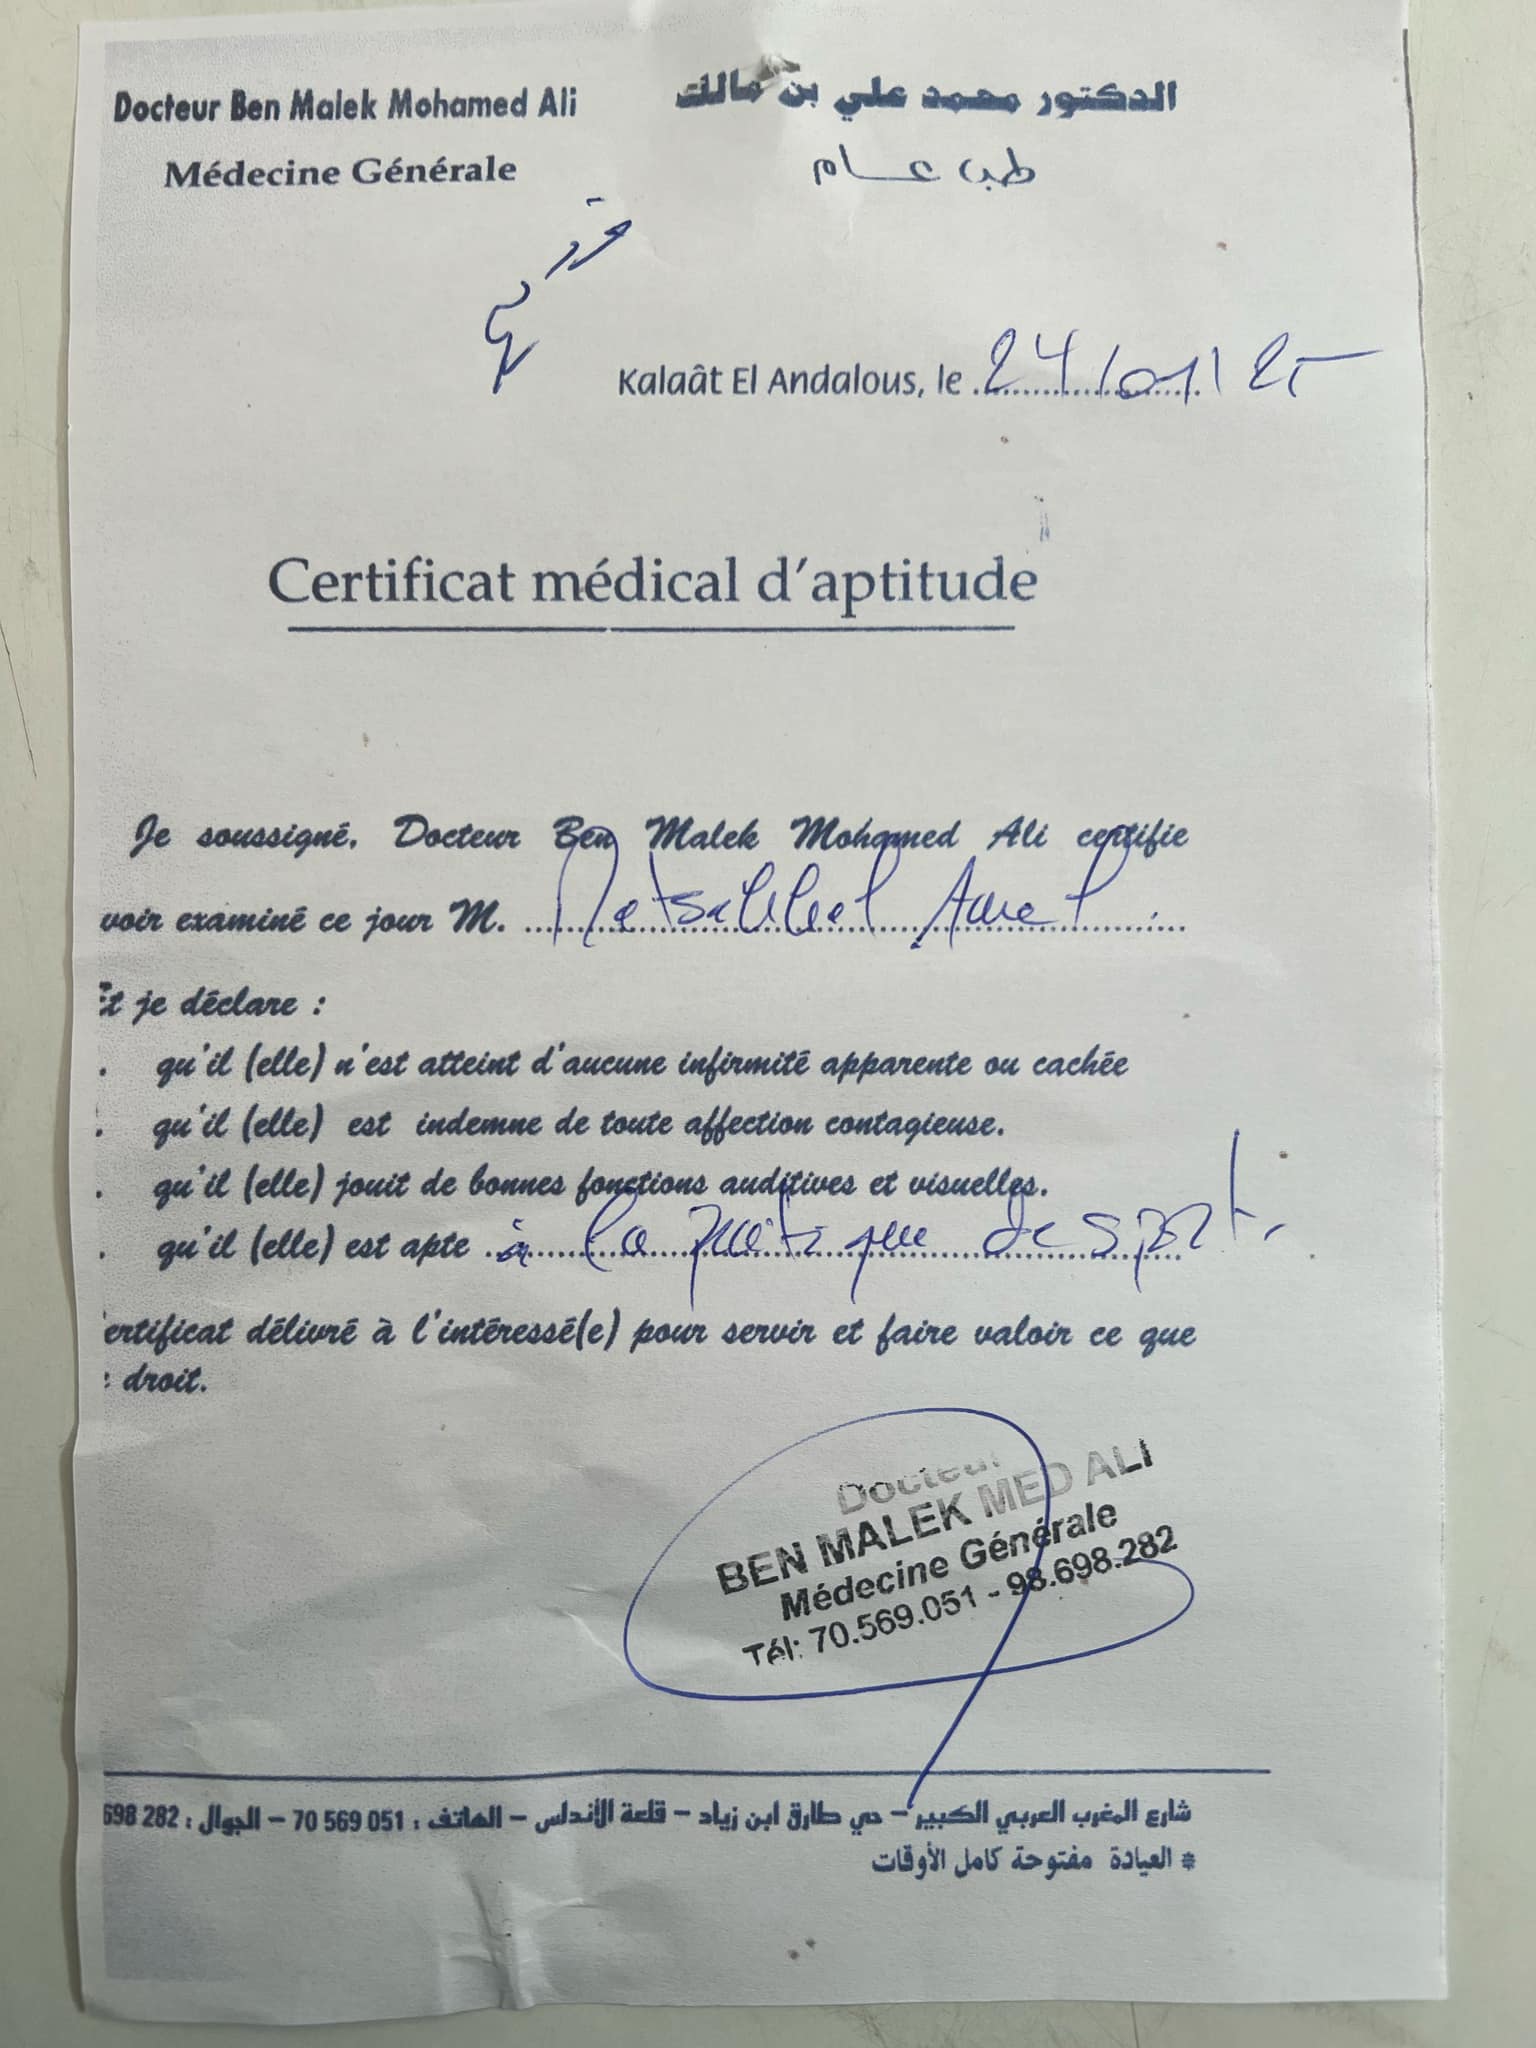 Docteur Ben Malek Mohamed Ali
الدكتور محمد علي بن مالك
Médecine Générale
طب عام
Kalaât El Andalous, le 24/01/25
Certificat médical d'aptitude
Je soussigné. Docteur Ben Malek Mohamed Ali certifie
voir examiné ce jour M.
Et je déclare :
. qu'il (elle) n'est atteint d'aucune infirmité apparente ou cachée
. qu'il (elle) est indemne de toute affection contagieuse.
. qu'il (elle) jouit de bonnes fonctions auditives et visuelles.
. qu'il (elle) est apte à la pratique de sport.
ertificat délivré à l'intéressé(e) pour servir et faire valoir ce que
droit.
Docteur
BEN MALEK MED ALI
Médecine Générale
Tél: 70.569.051 - 98.698.282
شارع المغرب العربي الكبير – حي طارق ابن زياد – قلعة الأندلس – الهاتف : 051 569 70 – الجوال : 282 698
* العيادة مفتوحة كامل الأوقات